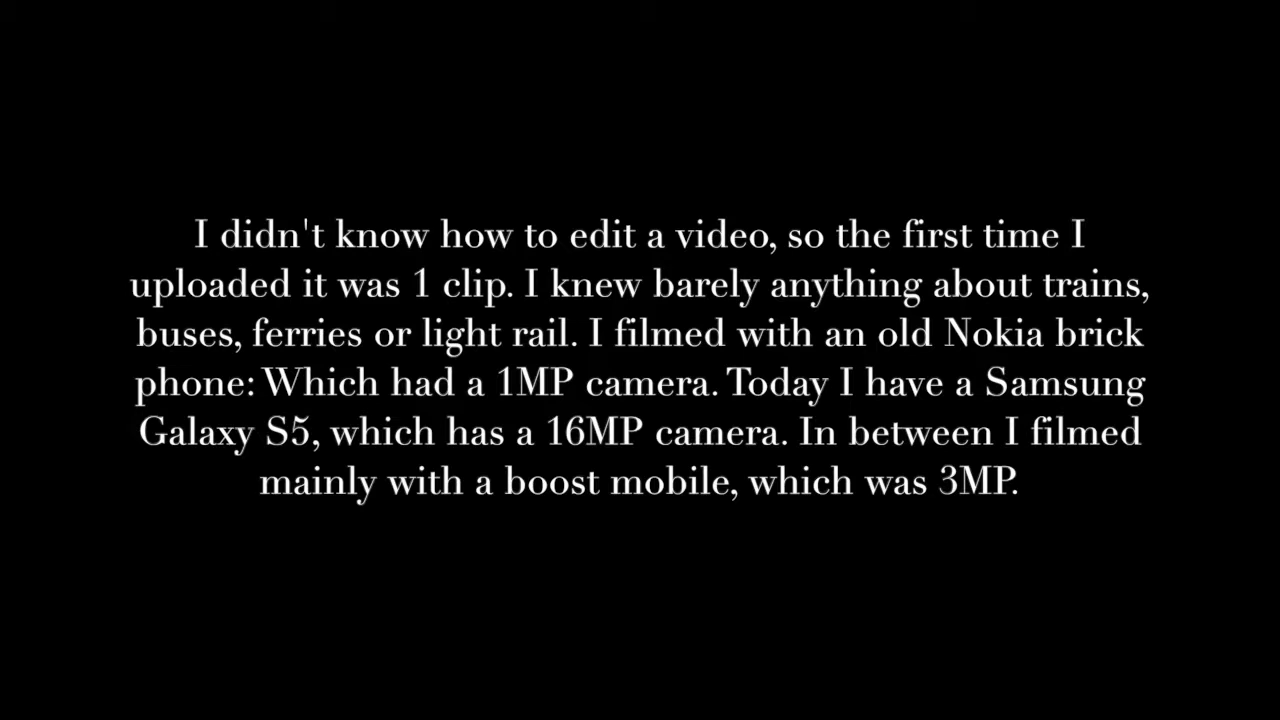 I didn't know how to edit a video, so the first time I
uploaded it was 1 clip. I knew barely anything about trains,
buses, ferries or light rail. I filmed with an old Nokia brick
phone: Which had a 1MP camera. Today I have a Samsung
Galaxy S5, which has a 16MP camera. In between I filmed
mainly with a boost mobile, which was 3MP.